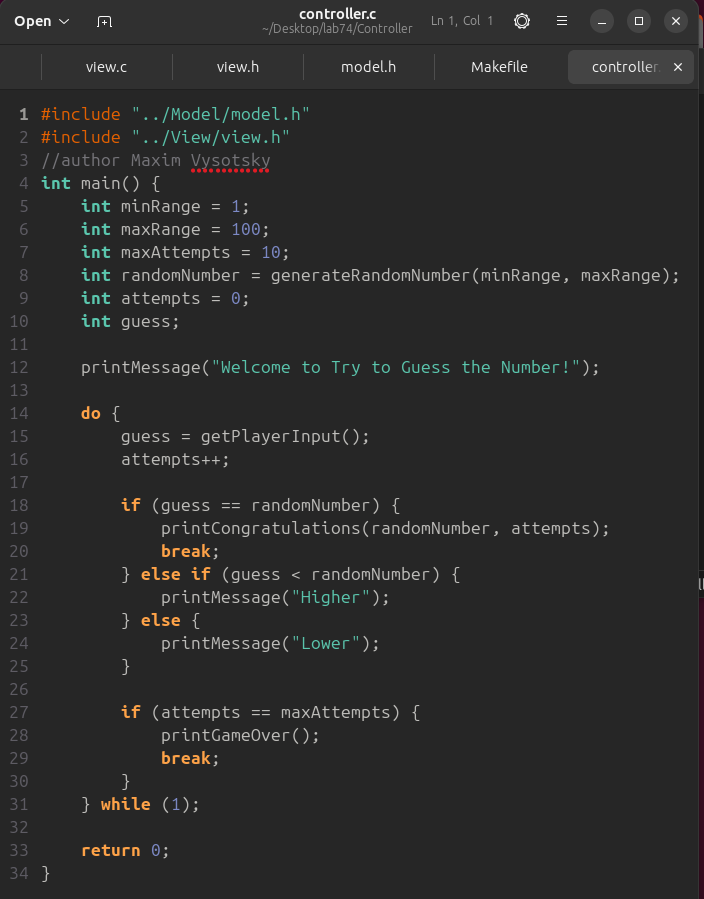 Open
controller.c
~/Desktop/lab74/Controller
Ln 1, Col 1
view.c
view.h
model.h
Makefile
controller.
1 #include "../Model/model.h"
2 #include "../View/view.h"
3 //author Maxim Vysotsky
4 int main() {
5     int minRange = 1;
6     int maxRange = 100;
7     int maxAttempts = 10;
8     int randomNumber = generateRandomNumber(minRange, maxRange);
9     int attempts = 0;
10     int guess;
11
12     printMessage("Welcome to Try to Guess the Number!");
13
14     do {
15         guess = getPlayerInput();
16         attempts++;
17
18         if (guess == randomNumber) {
19             printCongratulations(randomNumber, attempts);
20             break;
21         } else if (guess < randomNumber) {
22             printMessage("Higher");
23         } else {
24             printMessage("Lower");
25         }
26
27         if (attempts == maxAttempts) {
28             printGameOver();
29             break;
30         }
31     } while (1);
32
33     return 0;
34 }